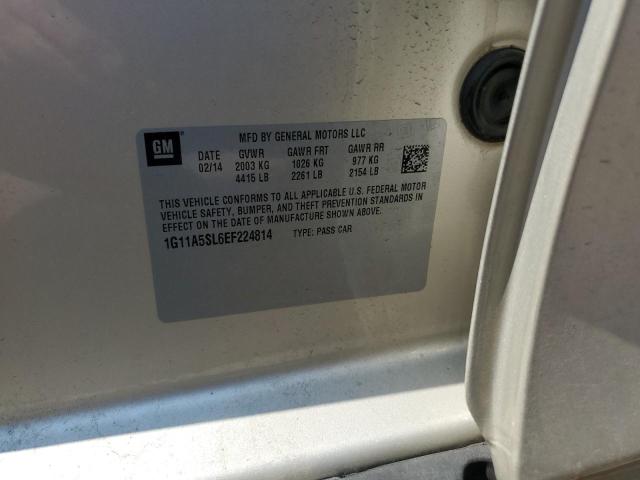 GM
MFD BY GENERAL MOTORS LLC
DATE GVWR GAWR FRT GAWR RR
02/14 2003 KG 1026 KG 977 KG
4415 LB 2261 LB 2154 LB
THIS VEHICLE CONFORMS TO ALL APPLICABLE U.S. FEDERAL MOTOR
VEHICLE SAFETY, BUMPER, AND THEFT PREVENTION STANDARDS IN
EFFECT ON THE DATE OF MANUFACTURE SHOWN ABOVE.
1G11A5SL6EF224814 TYPE: PASS CAR